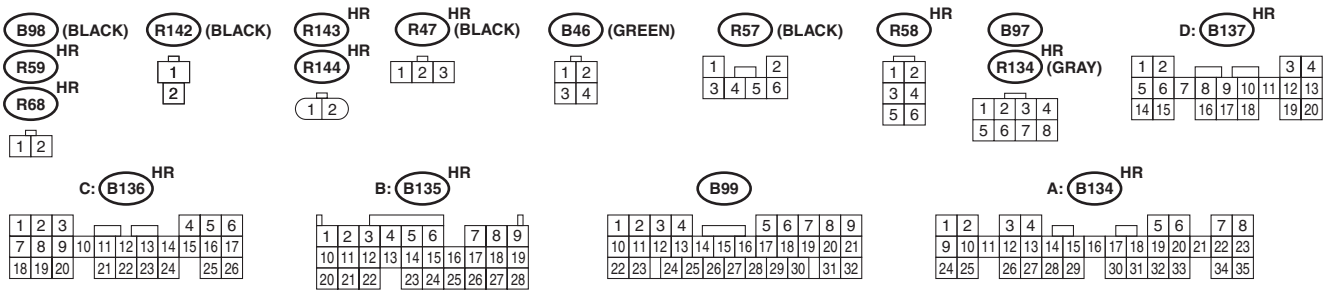 B98 (BLACK) R142 (BLACK) R143 HR R47 HR (BLACK) B46 (GREEN) R57 (BLACK) R58 HR B97 D: B137 HR
R59 HR R144 HR R134 HR (GRAY)
R68 HR
1 2
1
2
1 2
1 2 3
1 2
3 4
1 2
3 4 5 6
1 2
3 4
5 6
1 2 3 4
5 6 7 8
1 2 3 4
5 6 7 8 9 10 11 12 13
14 15 16 17 18 19 20
C: B136 HR B: B135 HR B99 A: B134 HR
1 2 3 4 5 6
7 8 9 10 11 12 13 14 15 16 17
18 19 20 21 22 23 24 25 26
1 2 3 4 5 6 7 8 9
10 11 12 13 14 15 16 17 18 19
20 21 22 23 24 25 26 27 28
1 2 3 4 5 6 7 8 9
10 11 12 13 14 15 16 17 18 19 20 21
22 23 24 25 26 27 28 29 30 31 32
1 2 3 4 5 6 7 8
9 10 11 12 13 14 15 16 17 18 19 20 21 22 23
24 25 26 27 28 29 30 31 32 33 34 35